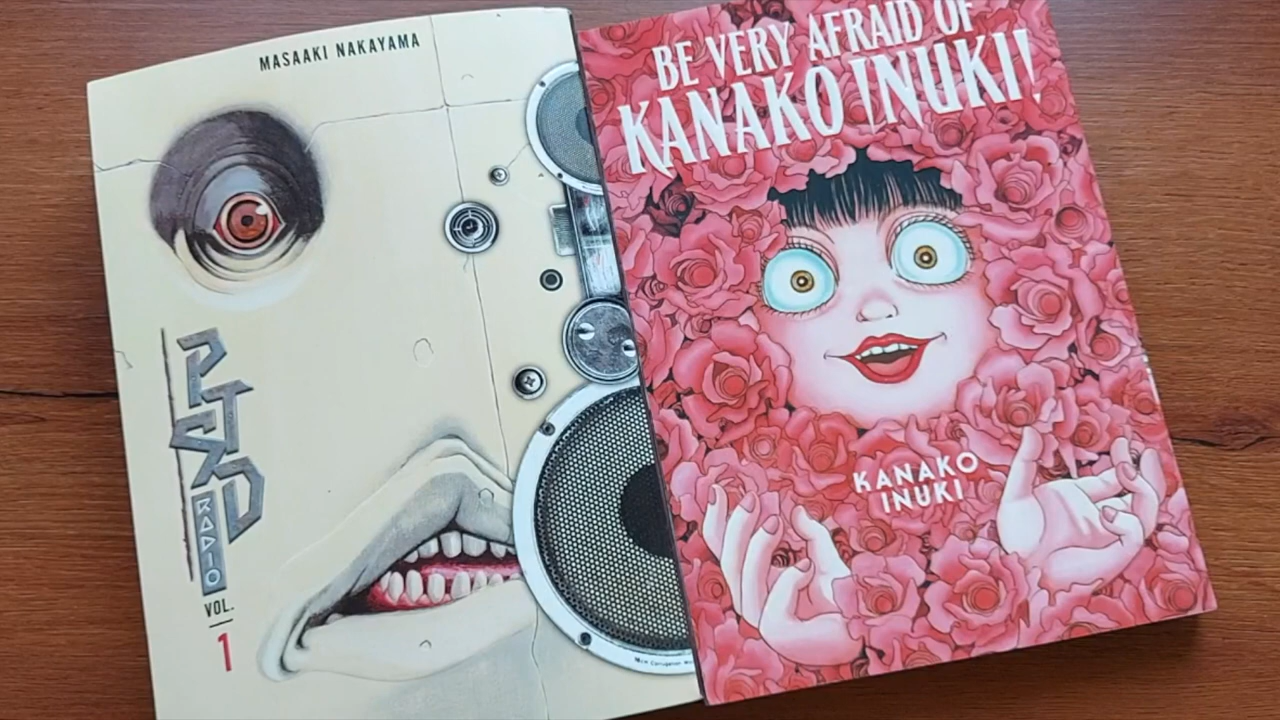 MASAAKI NAKAYAMA
PTSD
RADIO
VOL.
1
BE VERY AFRAID OF
KANAKO INUKI!
KANAKO
INUKI